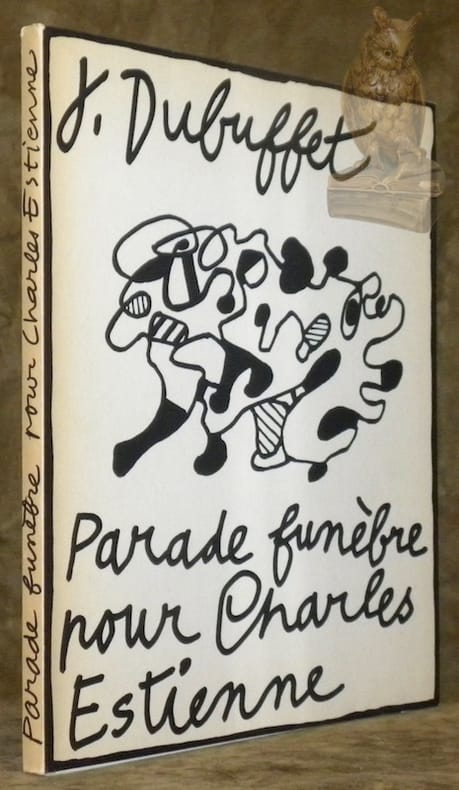 Parade funèbre pour Charles Estienne
J. Dubuffet
Parade funèbre
pour Charles
Estienne